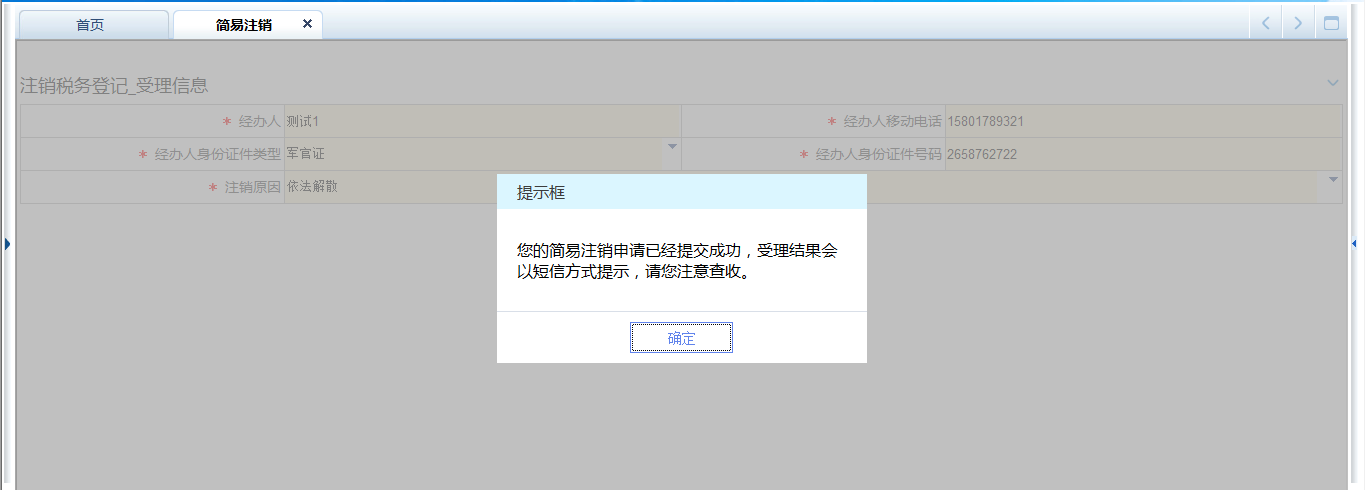 首页
简易注销
注销税务登记_受理信息
* 经办人 测试1 * 经办人移动电话 15801789321
* 经办人身份证件类型 军官证 * 经办人身份证件号码 2658762722
* 注销原因 依法解散
提示框
您的简易注销申请已经提交成功，受理结果会
以短信方式提示，请您注意查收。
确定